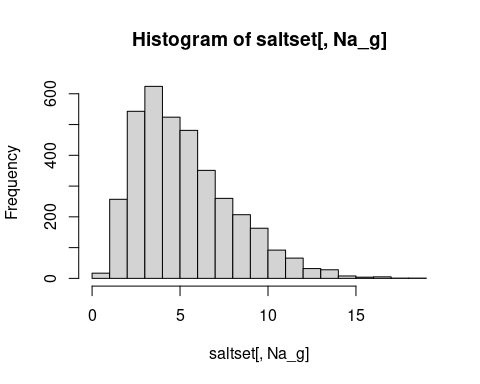 Histogram of saltset[, Na_g]
Frequency
0
200
400
600
0
5
10
15
saltset[, Na_g]